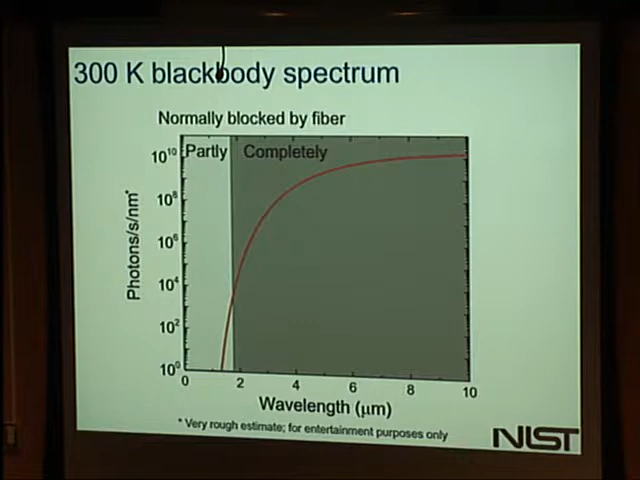 300 K blackbody spectrum
Normally blocked by fiber
Partly Completely
10¹⁰
10⁸
10⁶
10⁴
10²
10⁰
Photons/s/nm*
0 2 4 6 8 10
Wavelength (μm)
* Very rough estimate; for entertainment purposes only
NIST